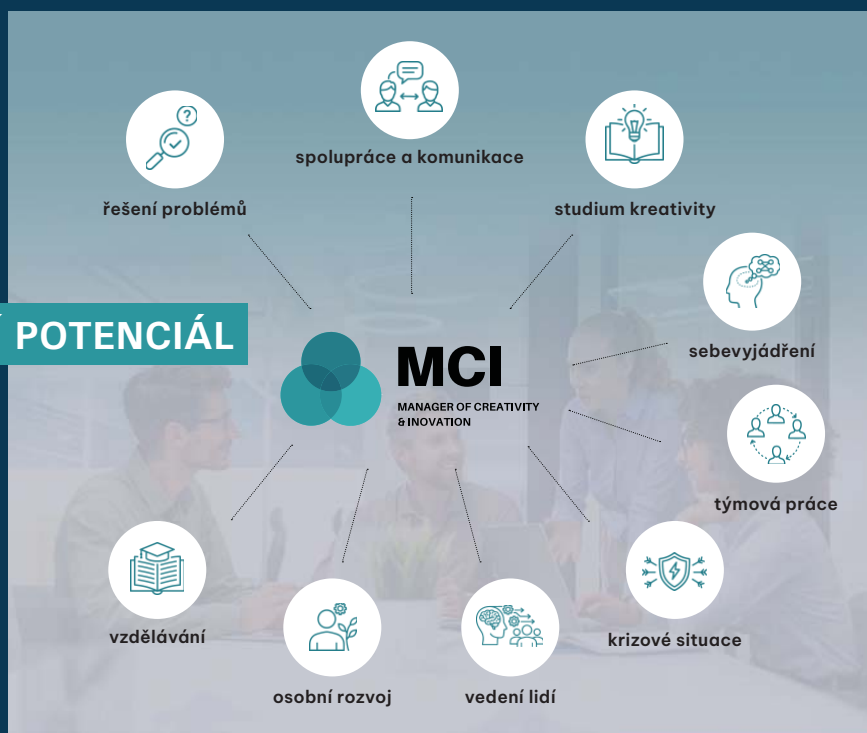 spolupráce a komunikace
řešení problémů
studium kreativity
sebevyjádření
POTENCIÁL
MCI
MANAGER OF CREATIVITY
& INOVATION
týmová práce
krizové situace
vzdělávání
osobní rozvoj
vedení lidí